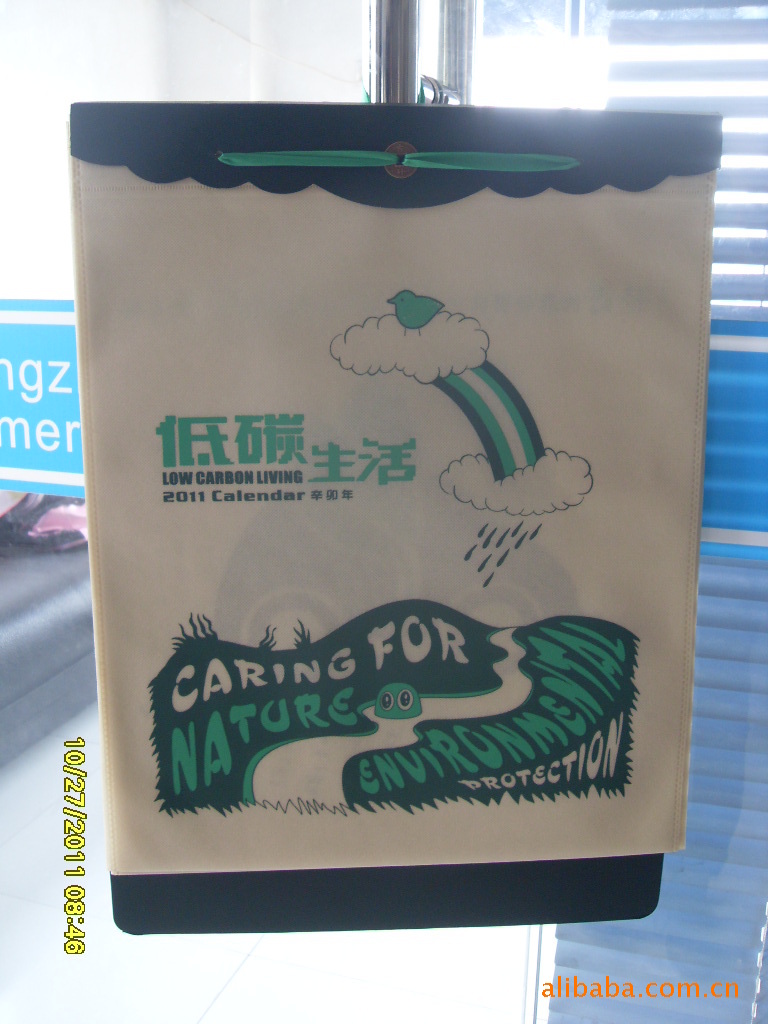 低碳生活
LOW CARBON LIVING
2011 Calendar 辛卯年
CARING FOR
NATURE
ENVIRONMENTAL
PROTECTION
ngz
mer
10/27/2011 08:46
alibaba.com.cn